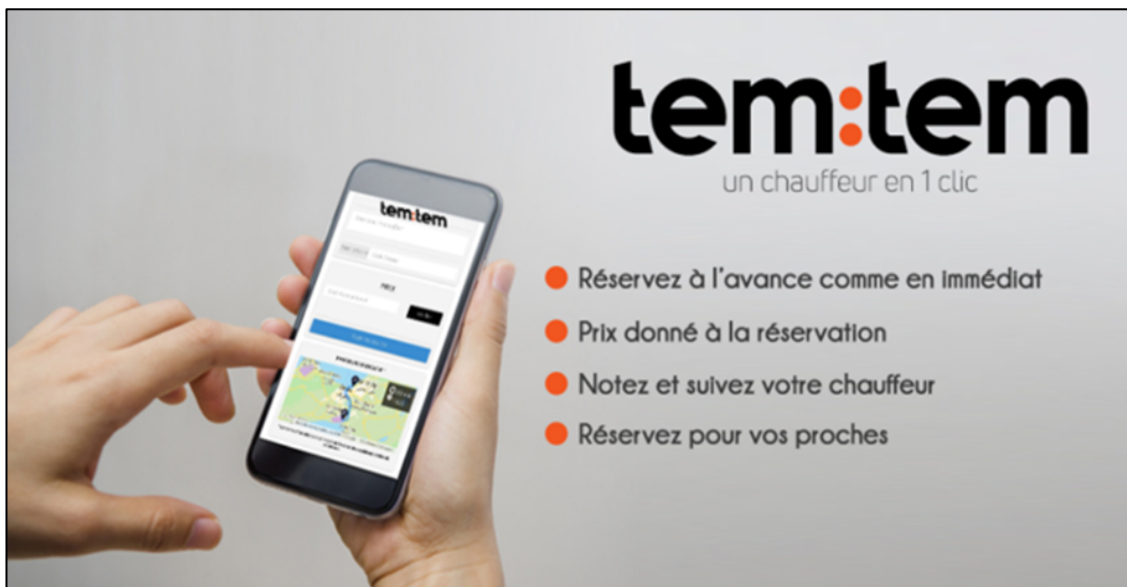 tem:tem
un chauffeur en 1 clic
tem:tem
Réservez à l'avance comme en immédiat
Prix donné à la réservation
Notez et suivez votre chauffeur
Réservez pour vos proches